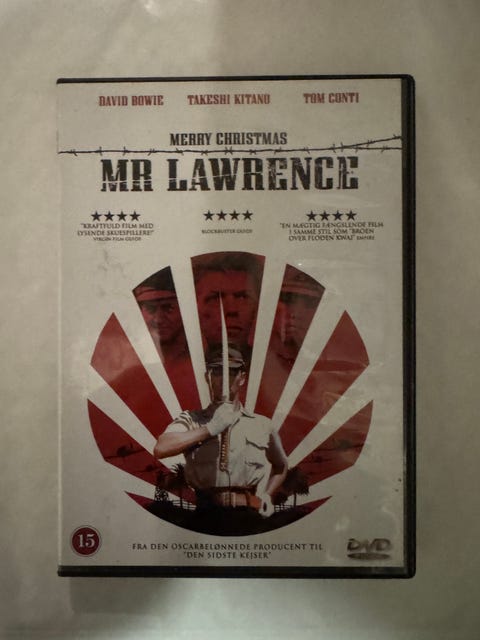 DAVID BOWIE TAKESHI KITANO TOM CONTI
MERRY CHRISTMAS
MR LAWRENCE
"KRAFTFULD FILM MED
LYSENDE SKUESPILLERE!"
VIRGIN FILM GUIDE
BLOCKBUSTER GUIDE
"EN MÆGTIG FÆNGSLENDE FILM
I SAMME STIL SOM "BROEN
OVER FLODEN KWAI" EMPIRE
15
FRA DEN OSCARBELØNNEDE PRODUCENT TIL
"DEN SIDSTE KEJSER"
DVD